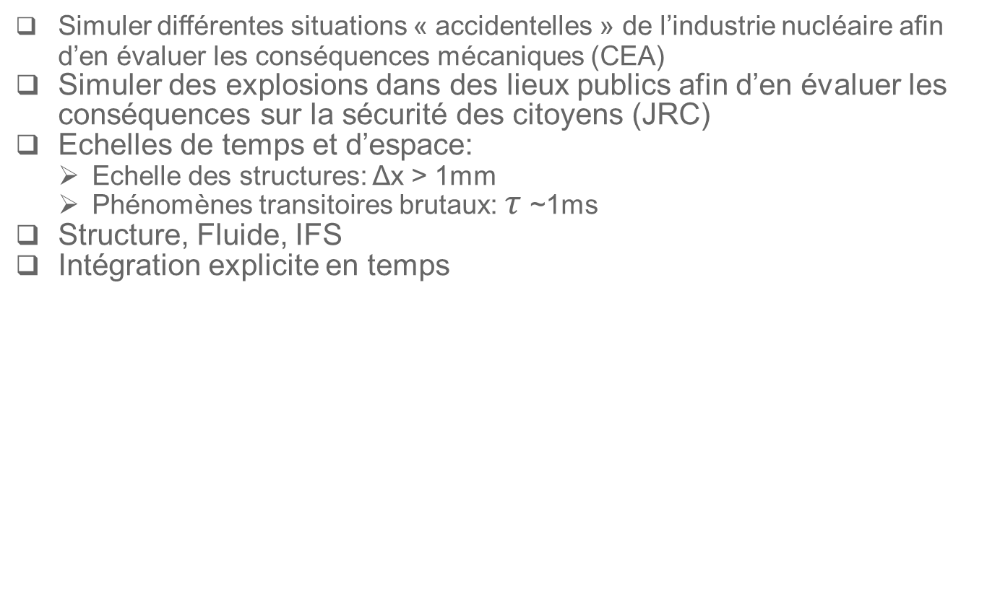 ❑ Simuler différentes situations « accidentelles » de l’industrie nucléaire afin
d’en évaluer les conséquences mécaniques (CEA)
❑ Simuler des explosions dans des lieux publics afin d’en évaluer les
conséquences sur la sécurité des citoyens (JRC)
❑ Echelles de temps et d’espace:
➢ Echelle des structures: Δx > 1mm
➢ Phénomènes transitoires brutaux: 𝜏 ~1ms
❑ Structure, Fluide, IFS
❑ Intégration explicite en temps